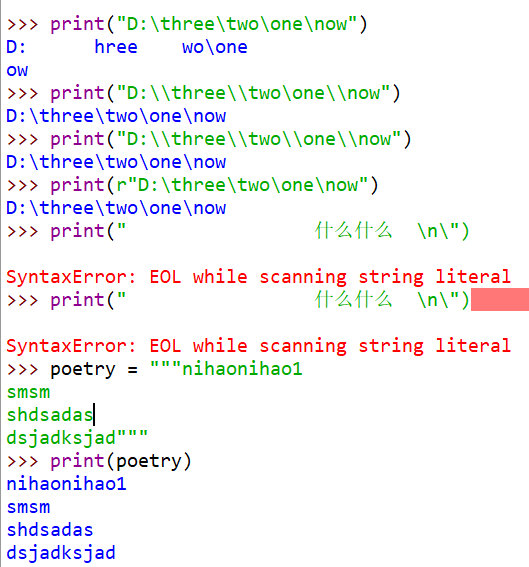 >>> print("D:\three\two\one\now")
D:      hree    wo\one
ow
>>> print("D:\\three\\two\one\\now")
D:\three\two\one\now
>>> print("D:\\three\\two\\one\\now")
D:\three\two\one\now
>>> print(r"D:\three\two\one\now")
D:\three\two\one\now
>>> print("                什么什么  \n\")
SyntaxError: EOL while scanning string literal
>>> print("                什么什么  \n\")
SyntaxError: EOL while scanning string literal
>>> poetry = """nihaonihao1
smsm
shdsadas
dsjadksjad"""
>>> print(poetry)
nihaonihao1
smsm
shdsadas
dsjadksjad